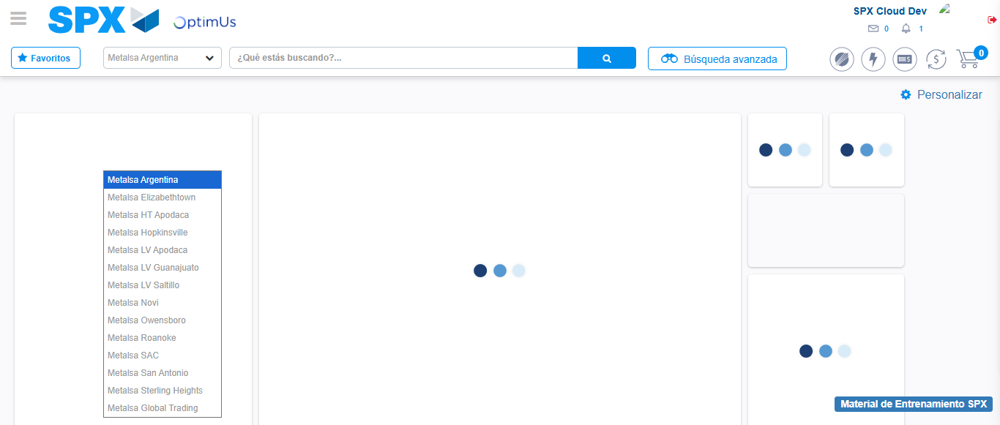 SPX
OptimUs
SPX Cloud Dev
0
1
Favoritos
Metalsa Argentina
¿Qué estás buscando?...
Búsqueda avanzada
$
$
0
Personalizar
Metalsa Argentina
Metalsa Elizabethtown
Metalsa HT Apodaca
Metalsa Hopkinsville
Metalsa LV Apodaca
Metalsa LV Guanajuato
Metalsa LV Saltillo
Metalsa Novi
Metalsa Owensboro
Metalsa Roanoke
Metalsa SAC
Metalsa San Antonio
Metalsa Sterling Heights
Metalsa Global Trading
Material de Entrenamiento SPX